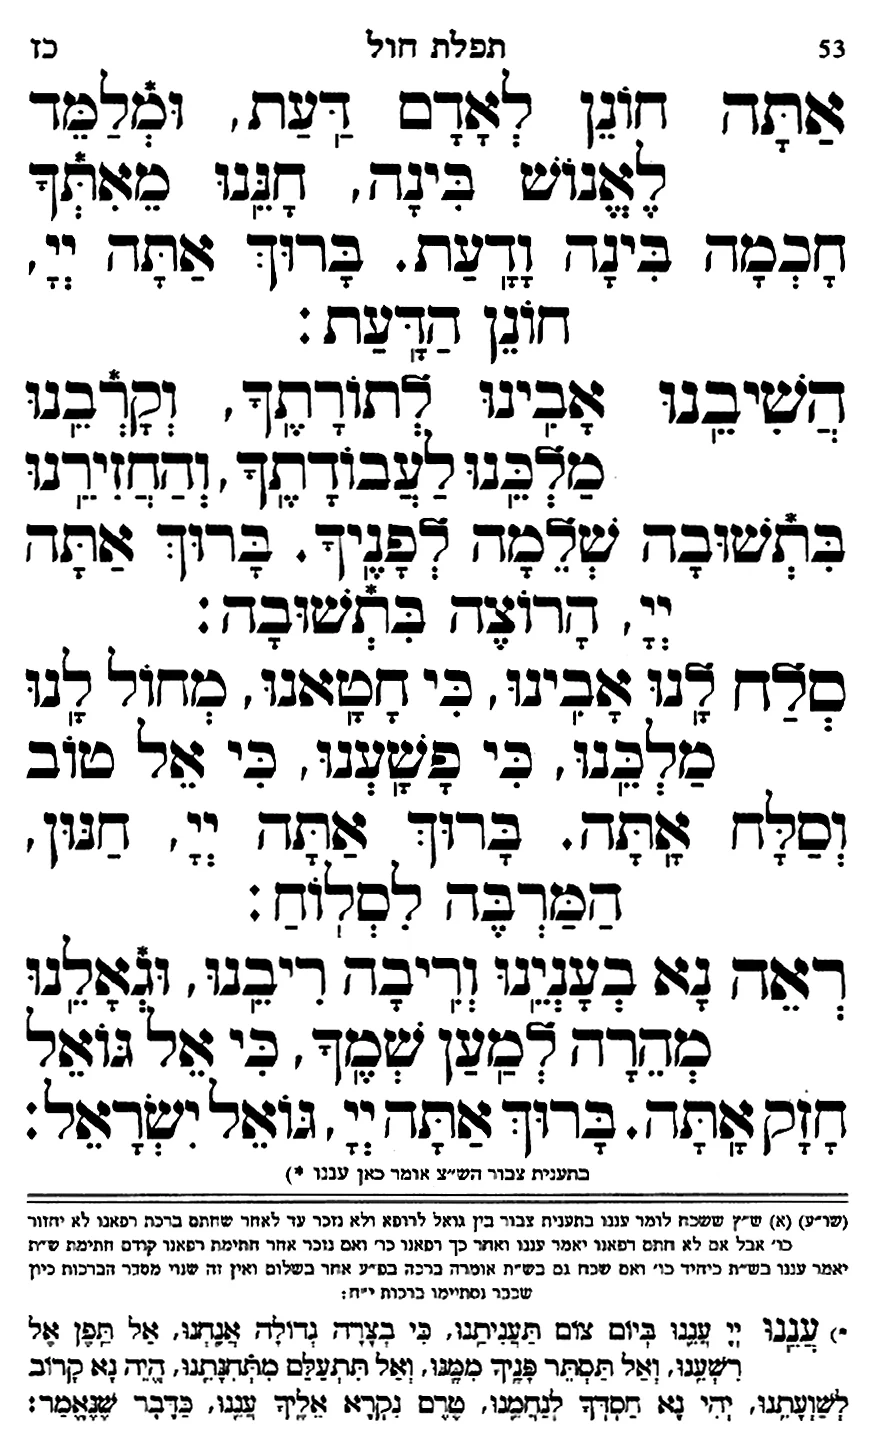 53 תפלת חול כז
אַתָּה חוֹנֵן לְאָדָם דַּעַת, וּמְלַמֵּד
לֶאֱנוֹשׁ בִּינָה, חָנֵּנוּ מֵאִתְּךָ
חָכְמָה בִּינָה וָדָעַת. בָּרוּךְ אַתָּה יְיָ,
חוֹנֵן הַדָּעַת:
הֲשִׁיבֵנוּ אָבִינוּ לְתוֹרָתֶךָ, וְקָרְבֵנוּ
מַלְכֵּנוּ לַעֲבוֹדָתֶךָ, וְהַחֲזִירֵנוּ
בִּתְשׁוּבָה שְׁלֵמָה לְפָנֶיךָ. בָּרוּךְ אַתָּה
יְיָ, הָרוֹצֶה בִּתְשׁוּבָה:
סְלַח לָנוּ אָבִינוּ, כִּי חָטָאנוּ, מְחוֹל לָנוּ
מַלְכֵּנוּ, כִּי פָשָׁעְנוּ, כִּי אֵל טוֹב
וְסַלָּח אָתָּה. בָּרוּךְ אַתָּה יְיָ, חַנּוּן,
הַמַּרְבֶּה לִסְלוֹחַ:
רְאֵה נָא בְעָנְיֵנוּ וְרִיבָה רִיבֵנוּ, וּגְאָלֵנוּ
מְהֵרָה לְמַעַן שְׁמֶךָ, כִּי אֵל גּוֹאֵל
חָזָק אָתָּה. בָּרוּךְ אַתָּה יְיָ, גּוֹאֵל יִשְׂרָאֵל:
בתענית צבור הש״צ אומר כאן עננו *)
(שו״ע) (א) ש״ץ ששכח לומר עננו בתענית צבור בין גואל לרופא ולא נזכר עד לאחר שחתם ברכת רפאנו לא יחזור
כו׳ אבל אם לא חתם רפאנו יאמר עננו ואחר כך רפאנו כו׳ ואם נזכר אחר חתימת רפאנו קודם חתימת ש״ת
יאמר עננו בש״ת כיחיד כו׳ ואם שכח גם בש״ת אומרה ברכה בפ״ע אחר בשלום ואין זה שנוי מסדר הברכות כיון
שכבר נסתיימו ברכות י״ח:
*) עֲנֵנוּ יְיָ עֲנֵנוּ בְּיוֹם צוֹם תַּעֲנִיתֵנוּ, כִּי בְצָרָה גְדוֹלָה אֲנָחְנוּ, אַל תֵּפֶן אֶל
רִשְׁעֵנוּ, וְאַל תַּסְתֵּר פָּנֶיךָ מִמֶּנּוּ, וְאַל תִּתְעַלַּם מִתְּחִנָּתֵנוּ, הֱיֵה נָא קָרוֹב
לְשַׁוְעָתֵנוּ, יְהִי נָא חַסְדְּךָ לְנַחֲמֵנוּ, טֶרֶם נִקְרָא אֵלֶיךָ עֲנֵנוּ, כַּדָּבָר שֶׁנֶּאֱמַר: